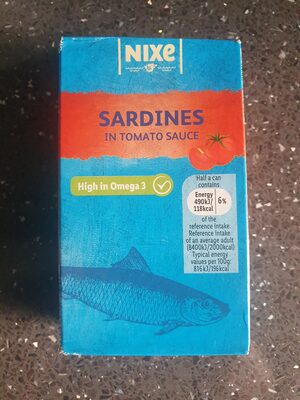 NIXE
SARDINES
IN TOMATO SAUCE
High in Omega 3
Half a can
contains
Energy
490kJ/
118kcal
6%
of the
reference intake.
Reference Intake
of an average adult
(8400kJ/2000kcal)
Typical energy
values per 100g:
816kJ/196kcal